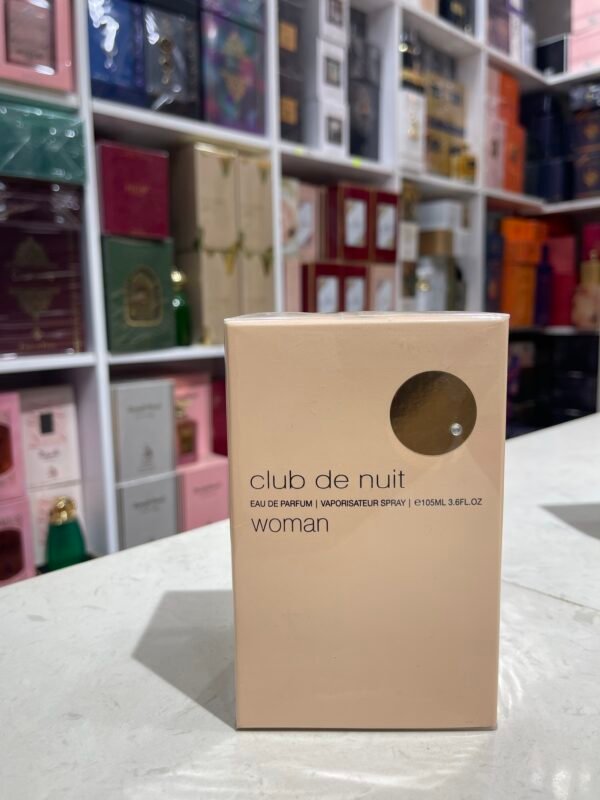 club de nuit
EAU DE PARFUM | VAPORISATEUR SPRAY | ℮105ML 3.6FL.OZ
woman